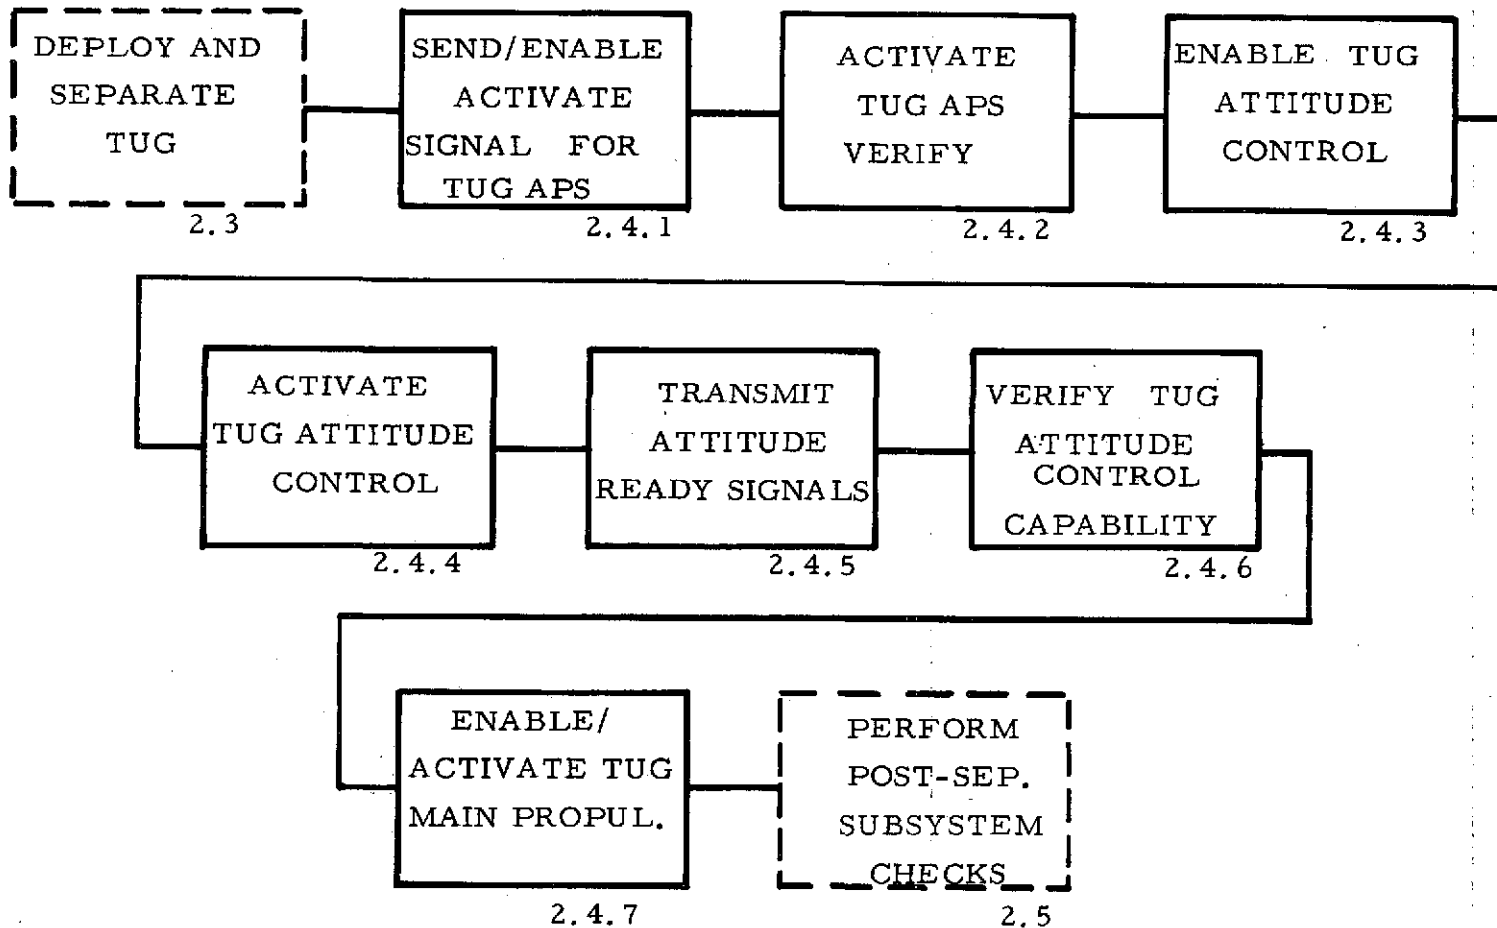 DEPLOY AND
SEPARATE
TUG
2.3
SEND/ENABLE
ACTIVATE
SIGNAL FOR
TUG APS
2.4.1
ACTIVATE
TUG APS
VERIFY
2.4.2
ENABLE TUG
ATTITUDE
CONTROL
2.4.3
ACTIVATE
TUG ATTITUDE
CONTROL
2.4.4
TRANSMIT
ATTITUDE
READY SIGNALS
2.4.5
VERIFY TUG
ATTITUDE
CONTROL
CAPABILITY
2.4.6
ENABLE/
ACTIVATE TUG
MAIN PROPUL.
2.4.7
PERFORM
POST-SEP.
SUBSYSTEM
CHECKS
2.5